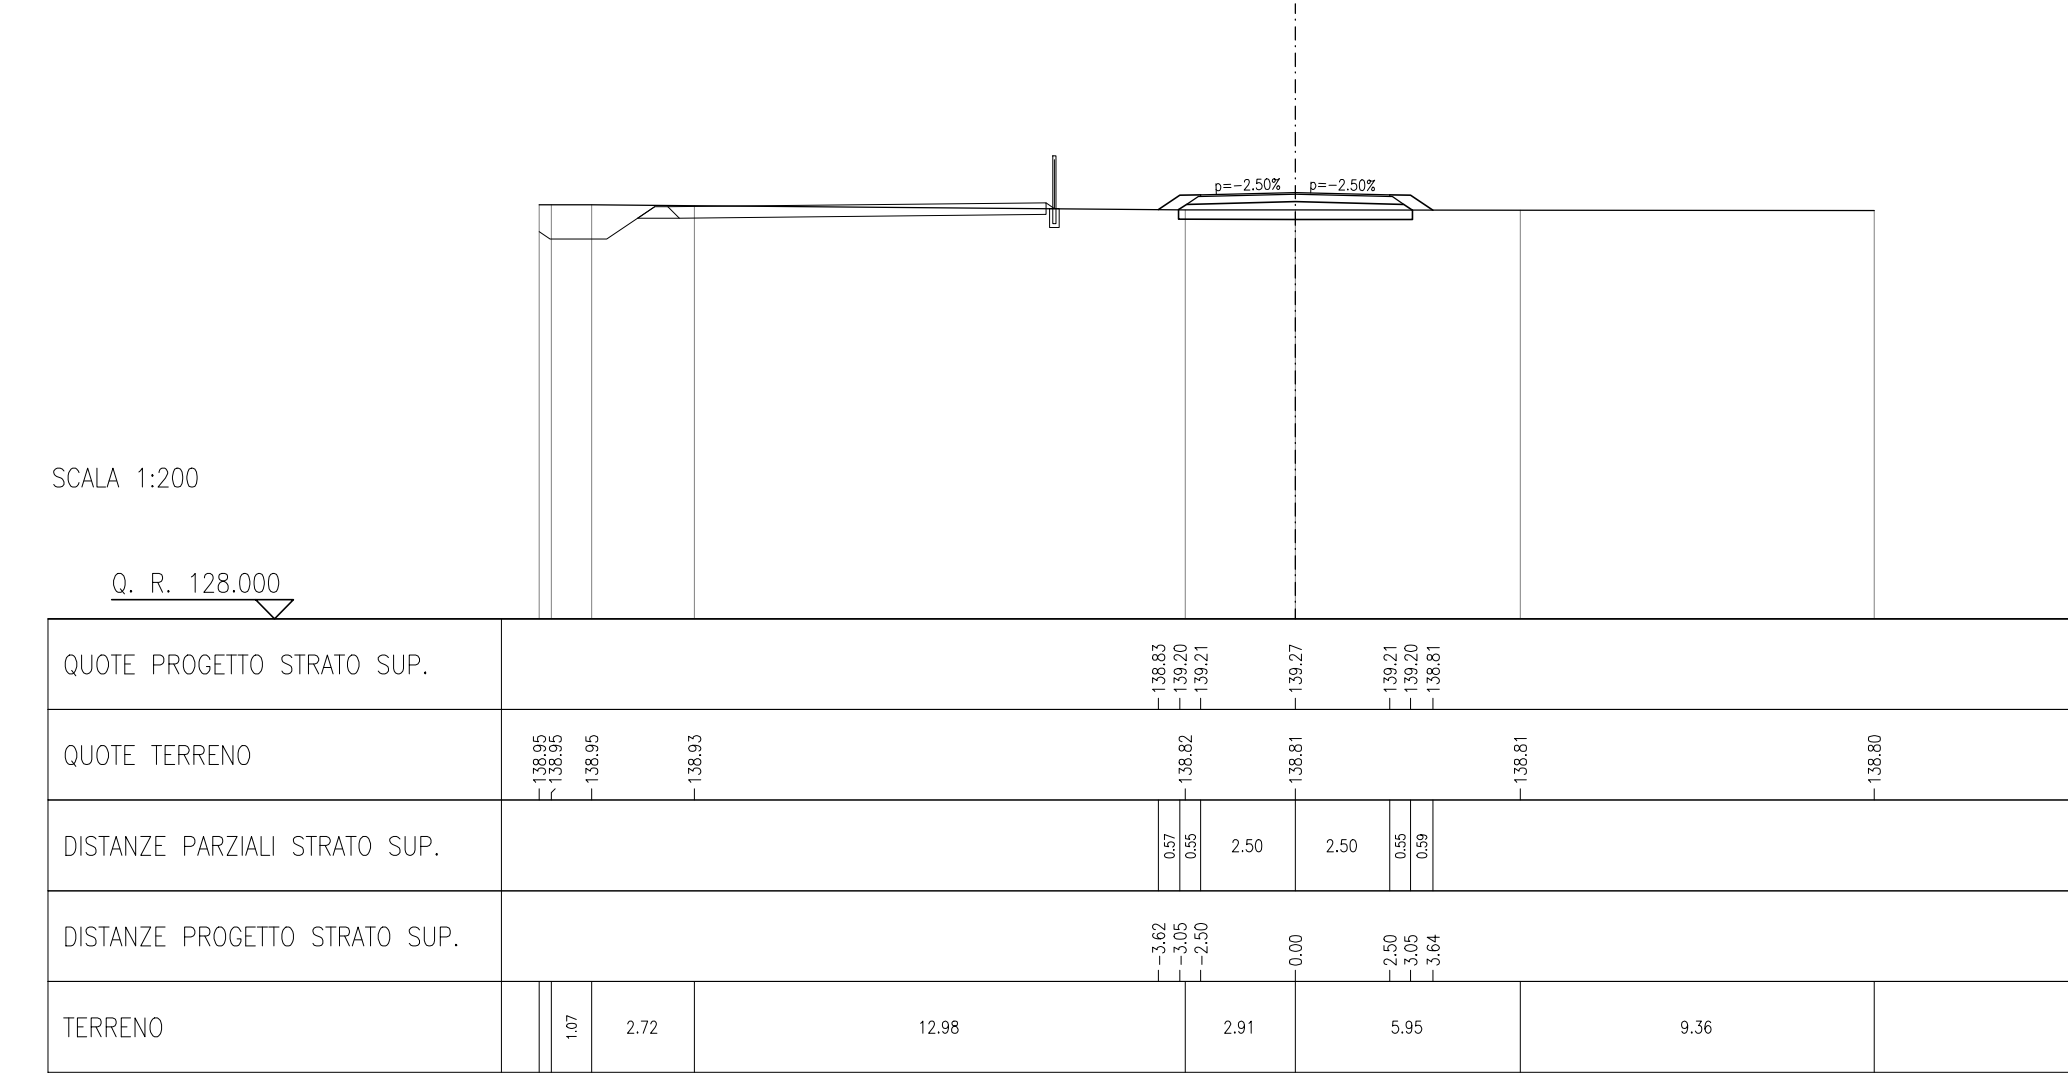 p=-2.50% p=-2.50%
SCALA 1:200
Q. R. 128.000
QUOTE PROGETTO STRATO SUP. 138.83 139.20 139.21 139.27 139.21 139.20 138.81
QUOTE TERRENO 138.95 138.95 138.95 138.93 138.82 138.81 138.81 138.80
DISTANZE PARZIALI STRATO SUP. 0.57 0.55 2.50 2.50 0.55 0.59
DISTANZE PROGETTO STRATO SUP. -3.62 -3.05 -2.50 0.00 2.50 3.05 3.64
TERRENO 1.07 2.72 12.98 2.91 5.95 9.36